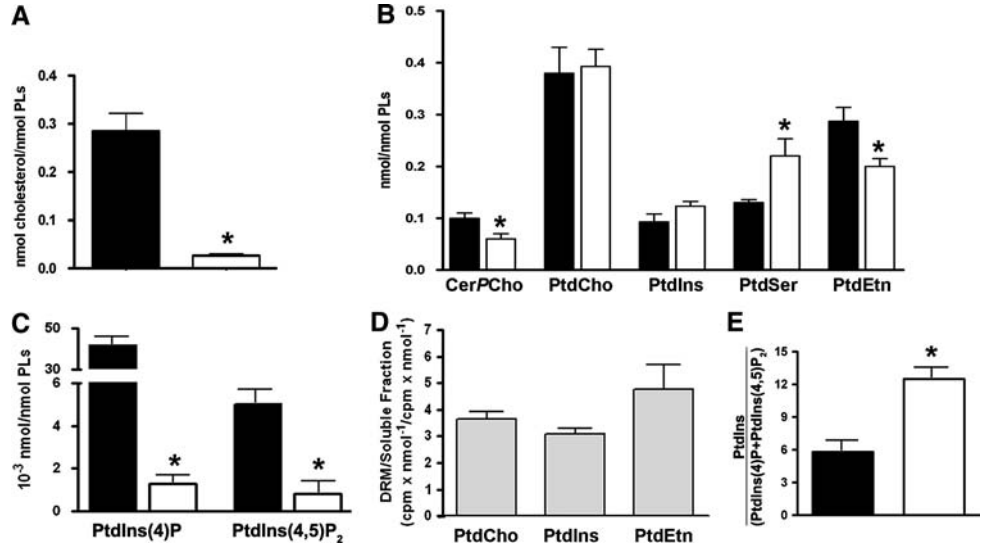 A
nmol cholesterol/nmol PLs
0.4
0.3
0.2
0.1
0.0
*
B
nmol/nmol PLs
0.5
0.4
0.3
0.2
0.1
0.0
*
*
*
CerPCho PtdCho PtdIns PtdSer PtdEtn
C
10⁻³ nmol/nmol PLs
50
30
6
4
2
0
*
*
PtdIns(4)P PtdIns(4,5)P₂
D
DRM/Soluble Fraction
(cpm x nmol⁻¹/cpm x nmol⁻¹)
7
6
5
4
3
2
1
0
PtdCho PtdIns PtdEtn
E
PtdIns
(PtdIns(4)P+PtdIns(4,5)P₂)
15
12
9
6
3
0
*